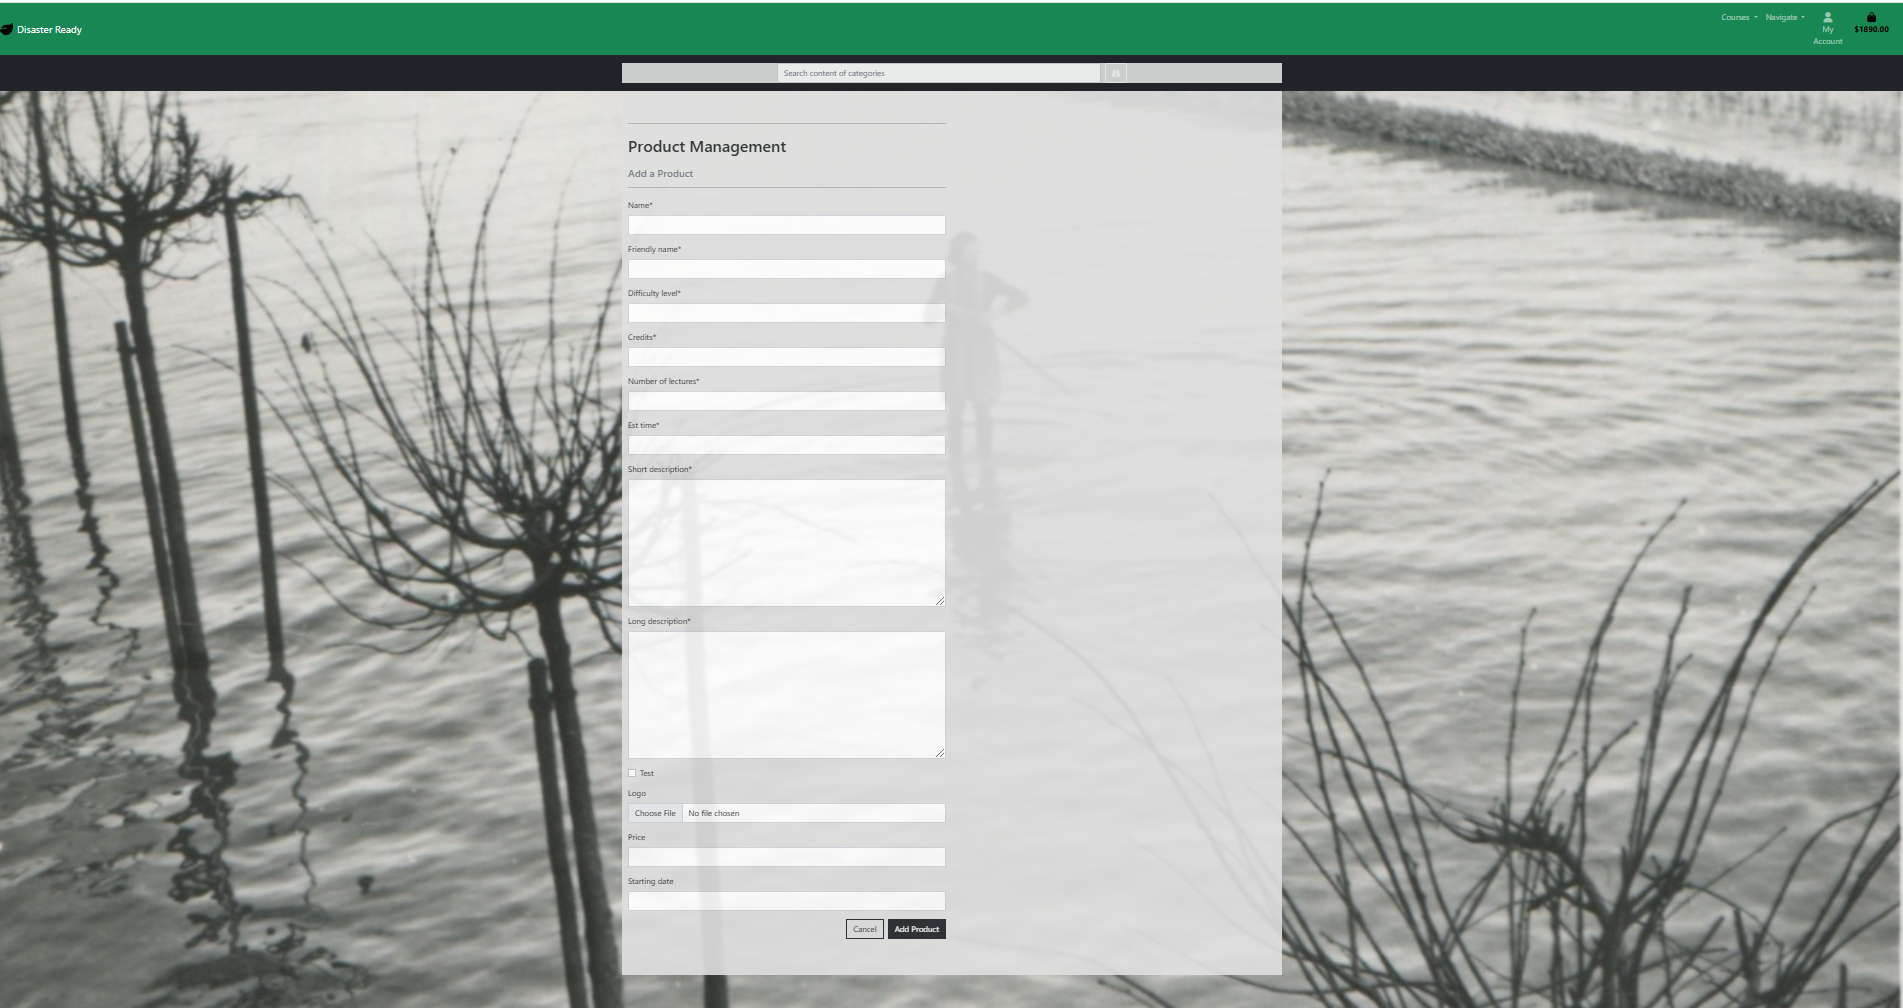 Disaster Ready
Courses
Navigate
My
Account
$1890.00
Search content of categories
Product Management
Add a Product
Name*
Friendly name*
Difficulty level*
Credits*
Number of lectures*
Est time*
Short description*
Long description*
Test
Logo
Choose File No file chosen
Price
Starting date
Cancel Add Product